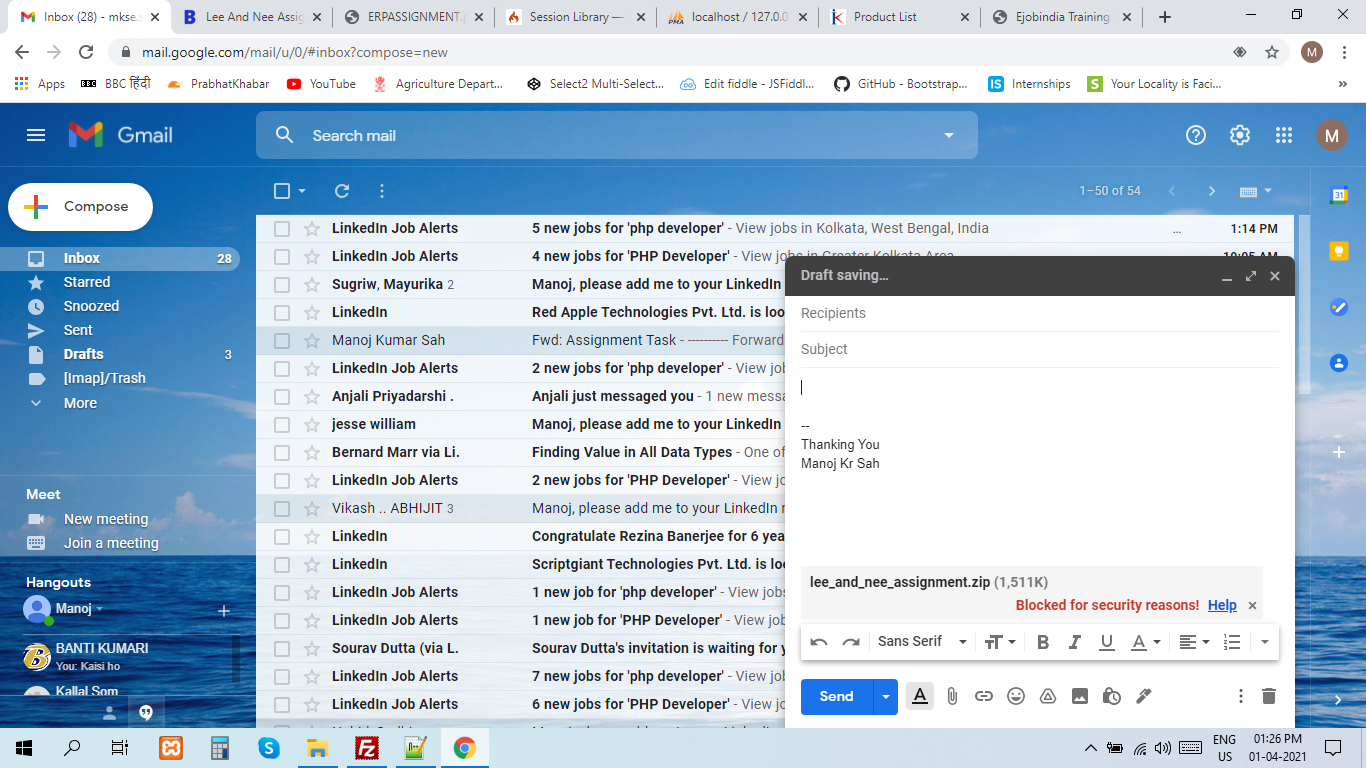 Inbox (28) - mkse.s
Lee And Nee Assig
ERPASSIGNMENT.p
Session Library —
localhost / 127.0.0
Product List
Ejobindia Training
mail.google.com/mail/u/0/#inbox?compose=new
M
Apps
BBC हिंदी
PrabhatKhabar
YouTube
Agriculture Depart...
Select2 Multi-Select...
Edit fiddle - JSFiddl...
GitHub - Bootstrap...
Internships
Your Locality is Faci...
»
Gmail
Search mail
M
Compose
1–50 of 54
Inbox 28
Starred
Snoozed
Sent
Drafts 3
[Imap]/Trash
More
Meet
New meeting
Join a meeting
Hangouts
Manoj
BANTI KUMARI
You: Kaisi ho
Kallal Som
LinkedIn Job Alerts 5 new jobs for 'php developer' - View jobs in Kolkata, West Bengal, India ... 1:14 PM
LinkedIn Job Alerts 4 new jobs for 'PHP Developer' - View jobs in Greater Kolkata Area 10:05 AM
Sugriw, Mayurika 2 Manoj, please add me to your LinkedIn
LinkedIn Red Apple Technologies Pvt. Ltd. is loo
Manoj Kumar Sah Fwd: Assignment Task - ---------- Forward
LinkedIn Job Alerts 2 new jobs for 'php developer' - View job
Anjali Priyadarshi . Anjali just messaged you - 1 new messa
jesse william Manoj, please add me to your LinkedIn
Bernard Marr via Li. Finding Value in All Data Types - One of
LinkedIn Job Alerts 2 new jobs for 'PHP Developer' - View jo
Vikash .. ABHIJIT 3 Manoj, please add me to your LinkedIn n
LinkedIn Congratulate Rezina Banerjee for 6 yea
LinkedIn Scriptgiant Technologies Pvt. Ltd. is loo
LinkedIn Job Alerts 1 new job for 'php developer' - View jobs
LinkedIn Job Alerts 1 new job for 'PHP Developer' - View job
Sourav Dutta (via L. Sourav Dutta's invitation is waiting for y
LinkedIn Job Alerts 7 new jobs for 'php developer' - View job
LinkedIn Job Alerts 6 new jobs for 'PHP Developer' - View jo
Draft saving...
Recipients
Subject
--
Thanking You
Manoj Kr Sah
lee_and_nee_assignment.zip (1,511K)
Blocked for security reasons! Help
Sans Serif
Send
31
ENG
US
01:26 PM
01-04-2021